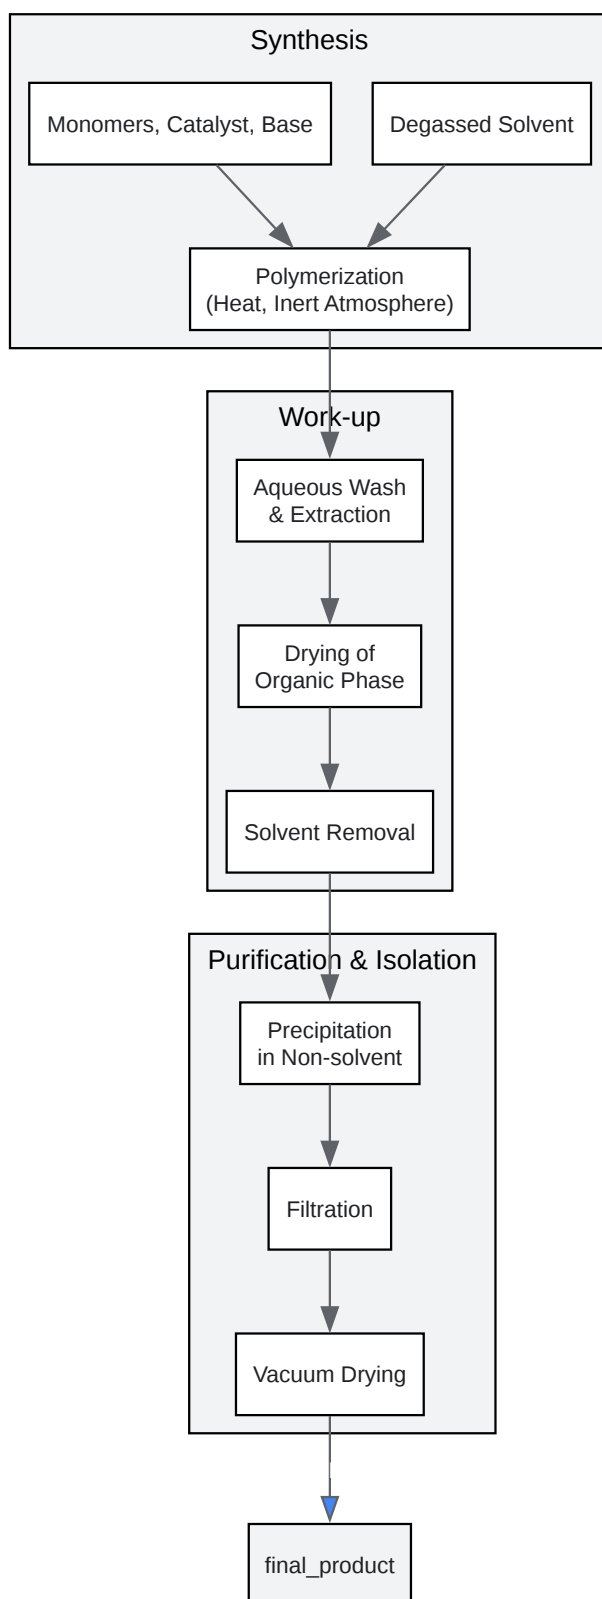 Synthesis
Monomers, Catalyst, Base
Degassed Solvent
Polymerization
(Heat, Inert Atmosphere)
Work-up
Aqueous Wash
& Extraction
Drying of
Organic Phase
Solvent Removal
Purification & Isolation
Precipitation
in Non-solvent
Filtration
Vacuum Drying
final_product